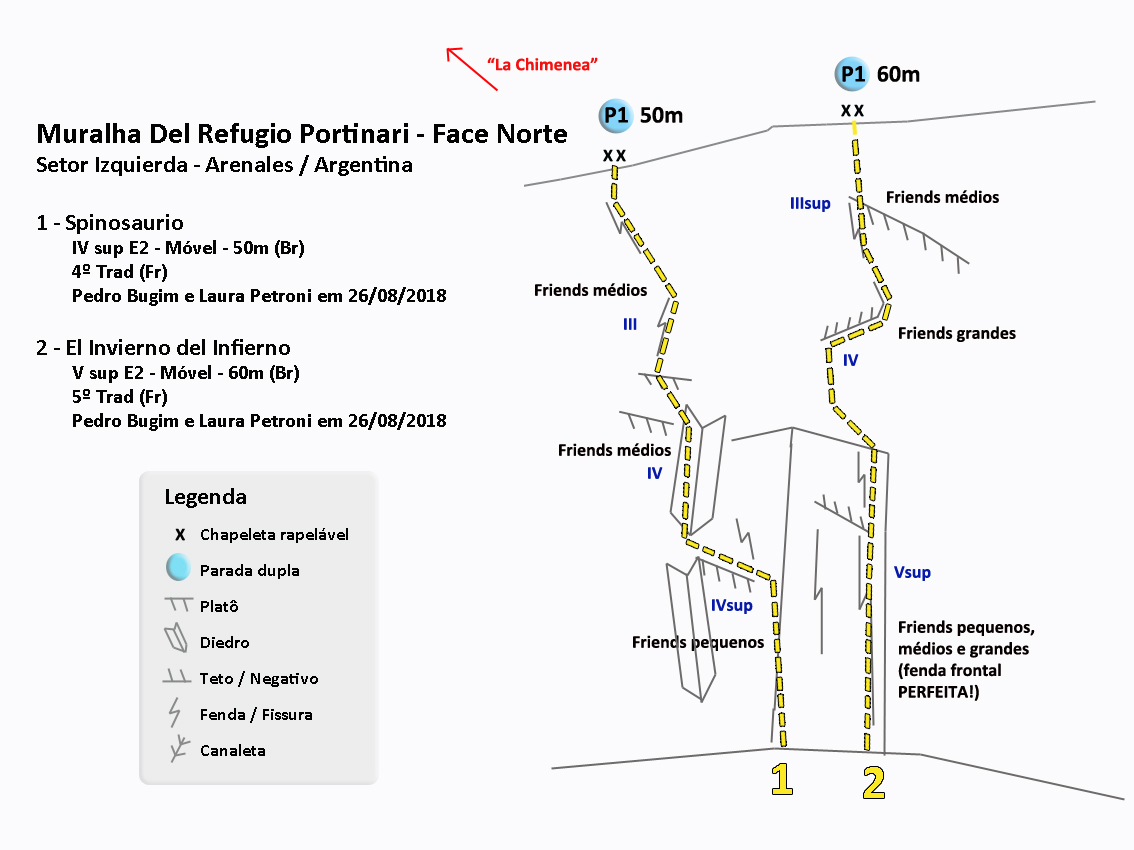 "La Chimenea"
P1 60m
P1 50m
X X
X X
Muralha Del Refugio Portinari - Face Norte
Setor Izquierda - Arenales / Argentina
1 - Spinosaurio
IV sup E2 - Móvel - 50m (Br)
4º Trad (Fr)
Pedro Bugim e Laura Petroni em 26/08/2018
2 - El Invierno del Infierno
V sup E2 - Móvel - 60m (Br)
5º Trad (Fr)
Pedro Bugim e Laura Petroni em 26/08/2018
Legenda
x Chapeleta rapelável
Parada dupla
Platô
Diedro
Teto / Negativo
Fenda / Fissura
Canaleta
Friends médios
III
Friends médios
IV
IVsup
Friends pequenos
1
IIIsup
Friends médios
Friends grandes
IV
Vsup
Friends pequenos,
médios e grandes
(fenda frontal
PERFEITA!)
2